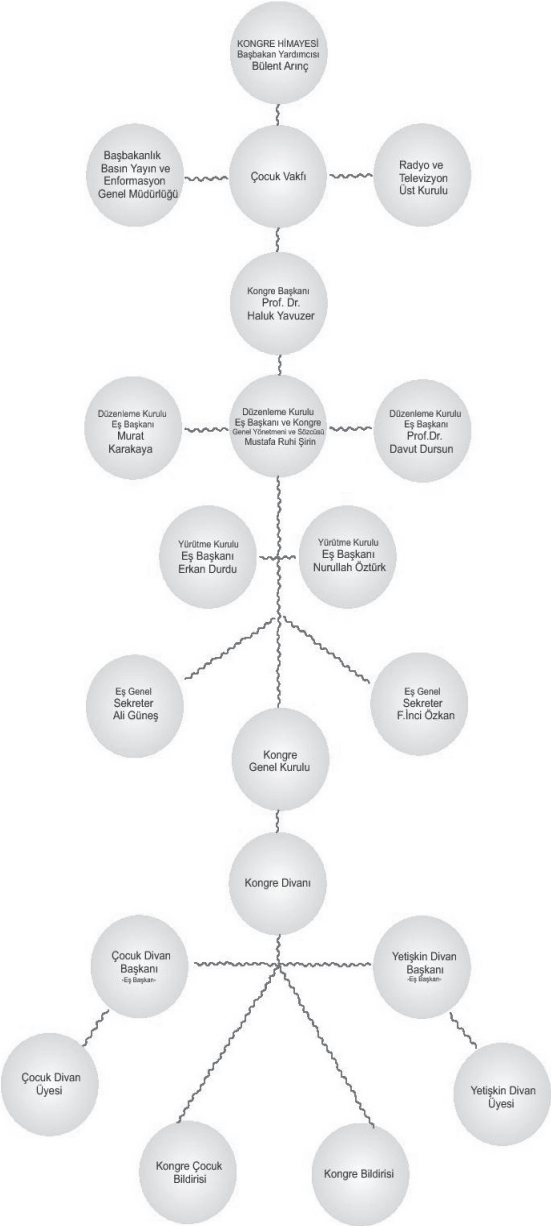 KONGRE HİMAYESİ
Başbakan Yardımcısı
Bülent Arınç
Başbakanlık
Basın Yayın ve
Enformasyon
Genel Müdürlüğü
Çocuk Vakfı
Radyo ve
Televizyon
Üst Kurulu
Kongre Başkanı
Prof. Dr.
Haluk Yavuzer
Düzenleme Kurulu
Eş Başkanı
Murat
Karakaya
Düzenleme Kurulu
Eş Başkanı ve Kongre
Genel Yönetmeni ve Sözcüsü
Mustafa Ruhi Şirin
Düzenleme Kurulu
Eş Başkanı
Prof.Dr.
Davut Dursun
Yürütme Kurulu
Eş Başkanı
Erkan Durdu
Yürütme Kurulu
Eş Başkanı
Nurullah Öztürk
Eş Genel
Sekreter
Ali Güneş
Eş Genel
Sekreter
F.İnci Özkan
Kongre
Genel Kurulu
Kongre Divanı
Çocuk Divan
Başkanı
-Eş Başkan-
Yetişkin Divan
Başkanı
-Eş Başkan-
Çocuk Divan
Üyesi
Yetişkin Divan
Üyesi
Kongre Çocuk
Bildirisi
Kongre Bildirisi